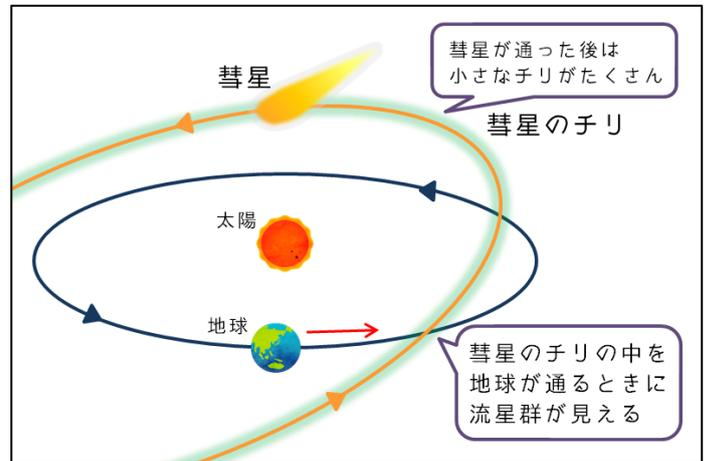 彗星が通った後は
小さなチリがたくさん
彗星
彗星のチリ
太陽
地球
彗星のチリの中を
地球が通るときに
流星群が見える